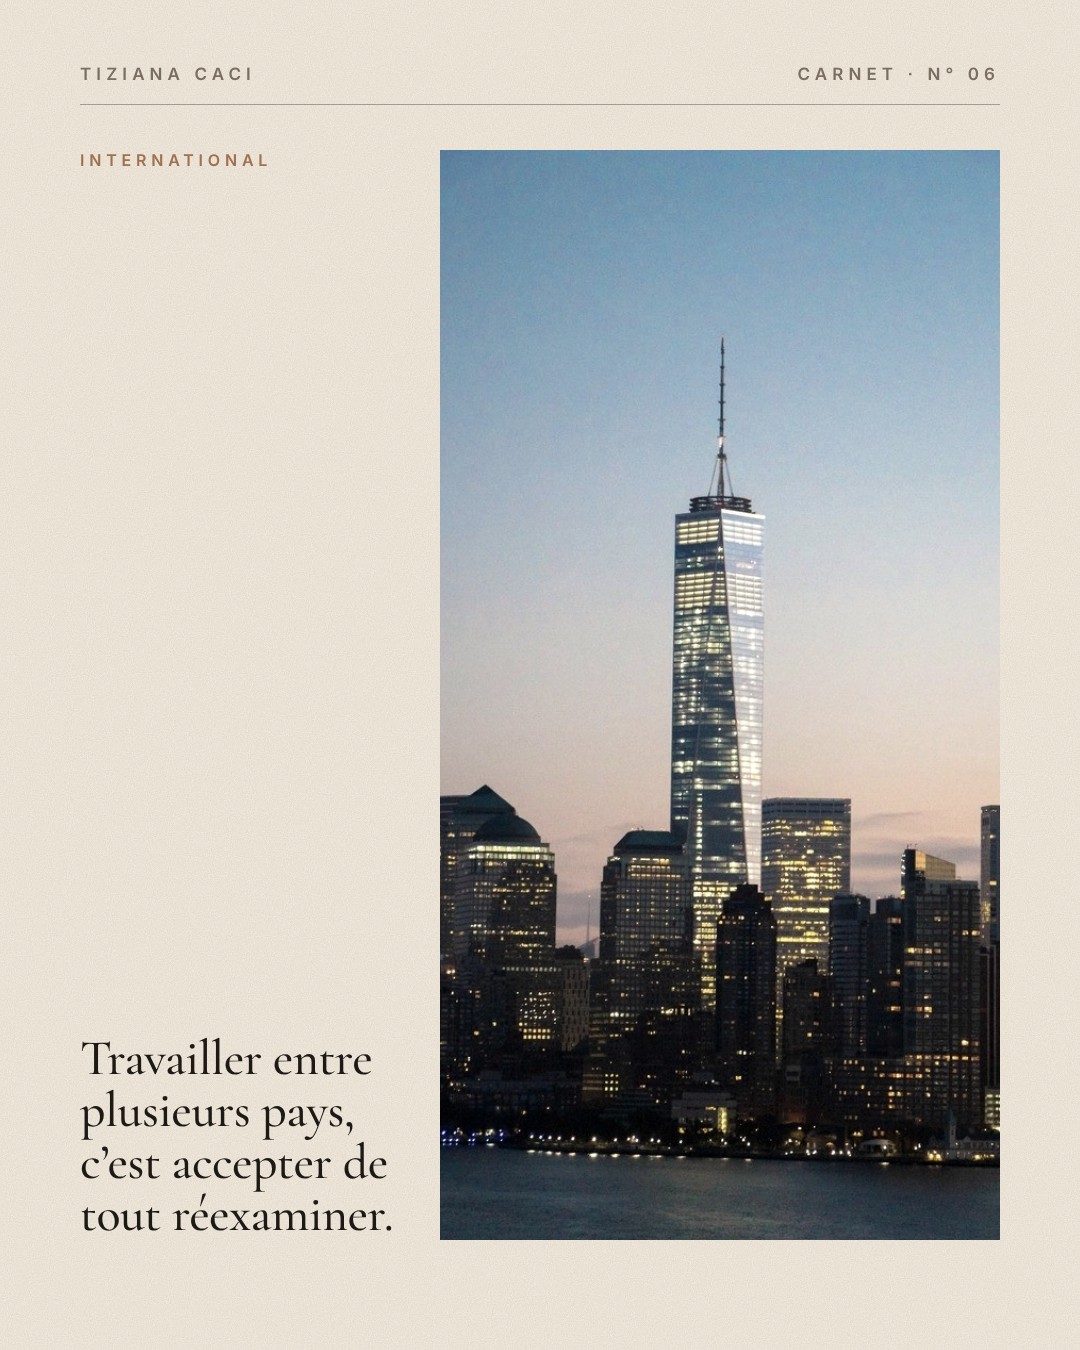 TIZIANA CACI
CARNET · N° 06
INTERNATIONAL
Travailler entre
plusieurs pays,
c’est accepter de
tout réexaminer.